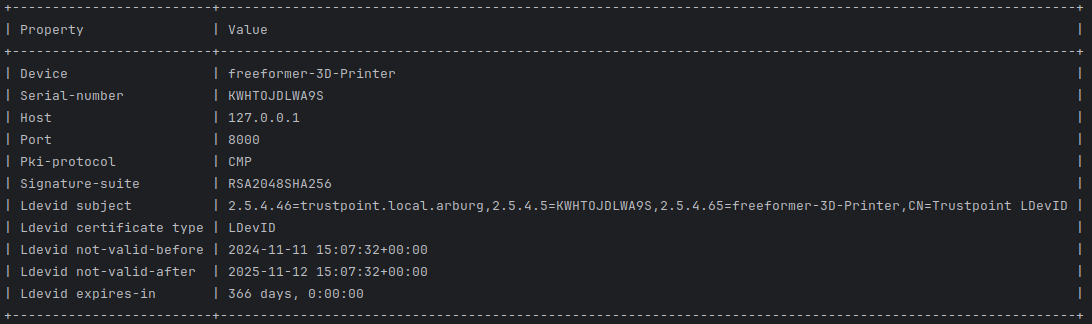 +-------------------------+-----------------------------------------------------------------------------------------------------------+
| Property                | Value                                                                                                     |
+-------------------------+-----------------------------------------------------------------------------------------------------------+
| Device                  | freeformer-3D-Printer                                                                                     |
| Serial-number           | KWHTOJDLWA9S                                                                                              |
| Host                    | 127.0.0.1                                                                                                 |
| Port                    | 8000                                                                                                      |
| Pki-protocol            | CMP                                                                                                       |
| Signature-suite         | RSA2048SHA256                                                                                             |
| Ldevid subject          | 2.5.4.46=trustpoint.local.arburg,2.5.4.5=KWHTOJDLWA9S,2.5.4.65=freeformer-3D-Printer,CN=Trustpoint LDevID |
| Ldevid certificate type | LDevID                                                                                                    |
| Ldevid not-valid-before | 2024-11-11 15:07:32+00:00                                                                                 |
| Ldevid not-valid-after  | 2025-11-12 15:07:32+00:00                                                                                 |
| Ldevid expires-in       | 366 days, 0:00:00                                                                                         |
+-------------------------+-----------------------------------------------------------------------------------------------------------+